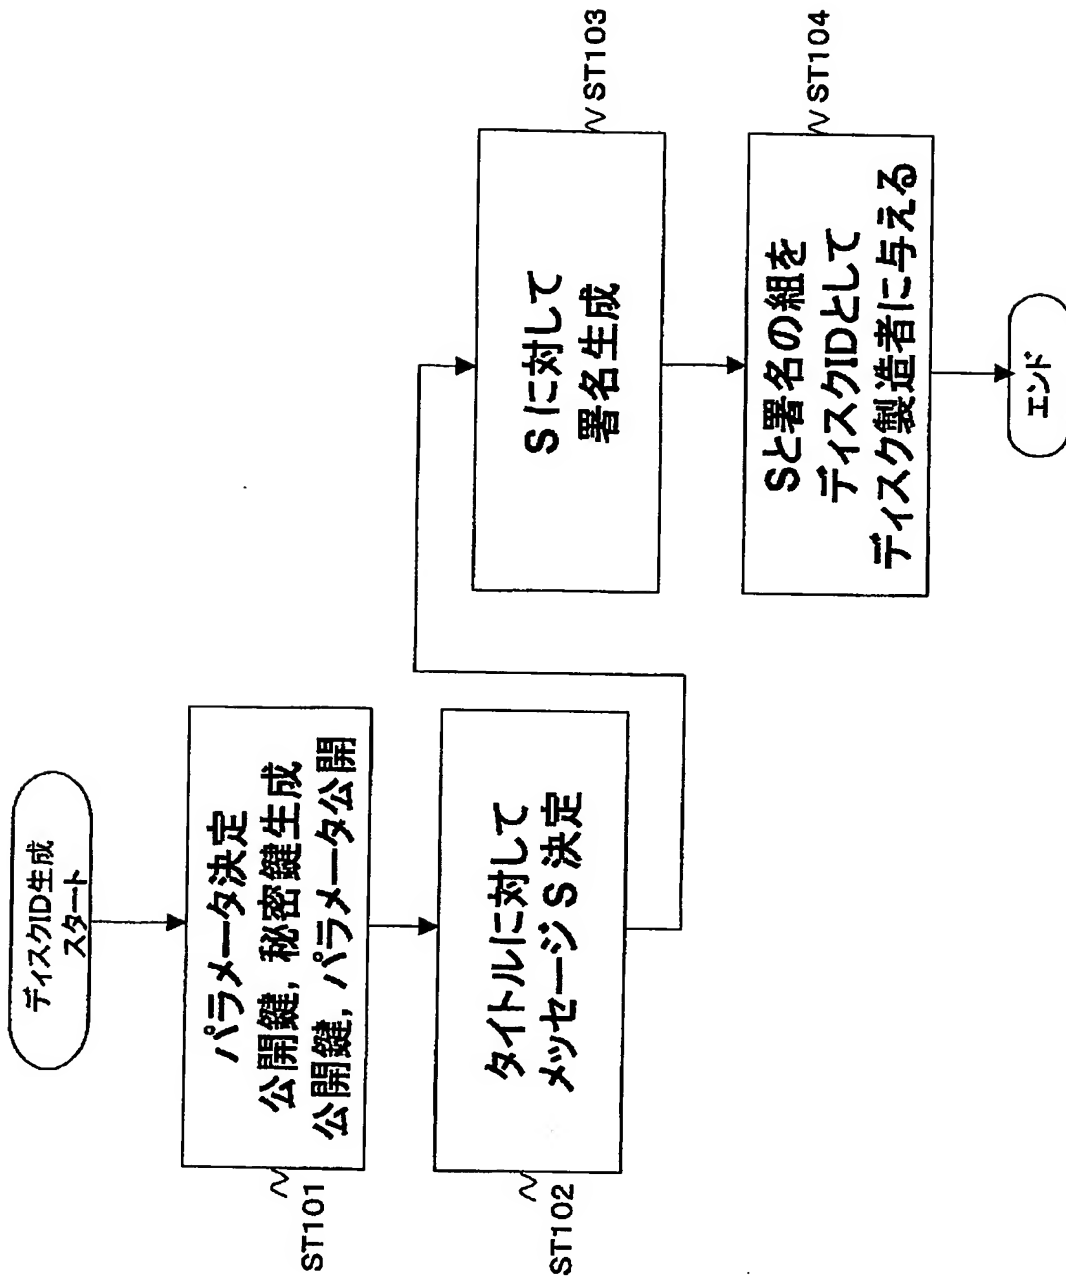 ディスクID生成
スタート
パラメータ決定
公開鍵, 秘密鍵生成
公開鍵, パラメータ公開
ST101
タイトルに対して
メッセージS決定
ST102
Sに対して
署名生成
ST103
Sと署名の組を
ディスクIDとして
ディスク製造者に与える
ST104
エンド